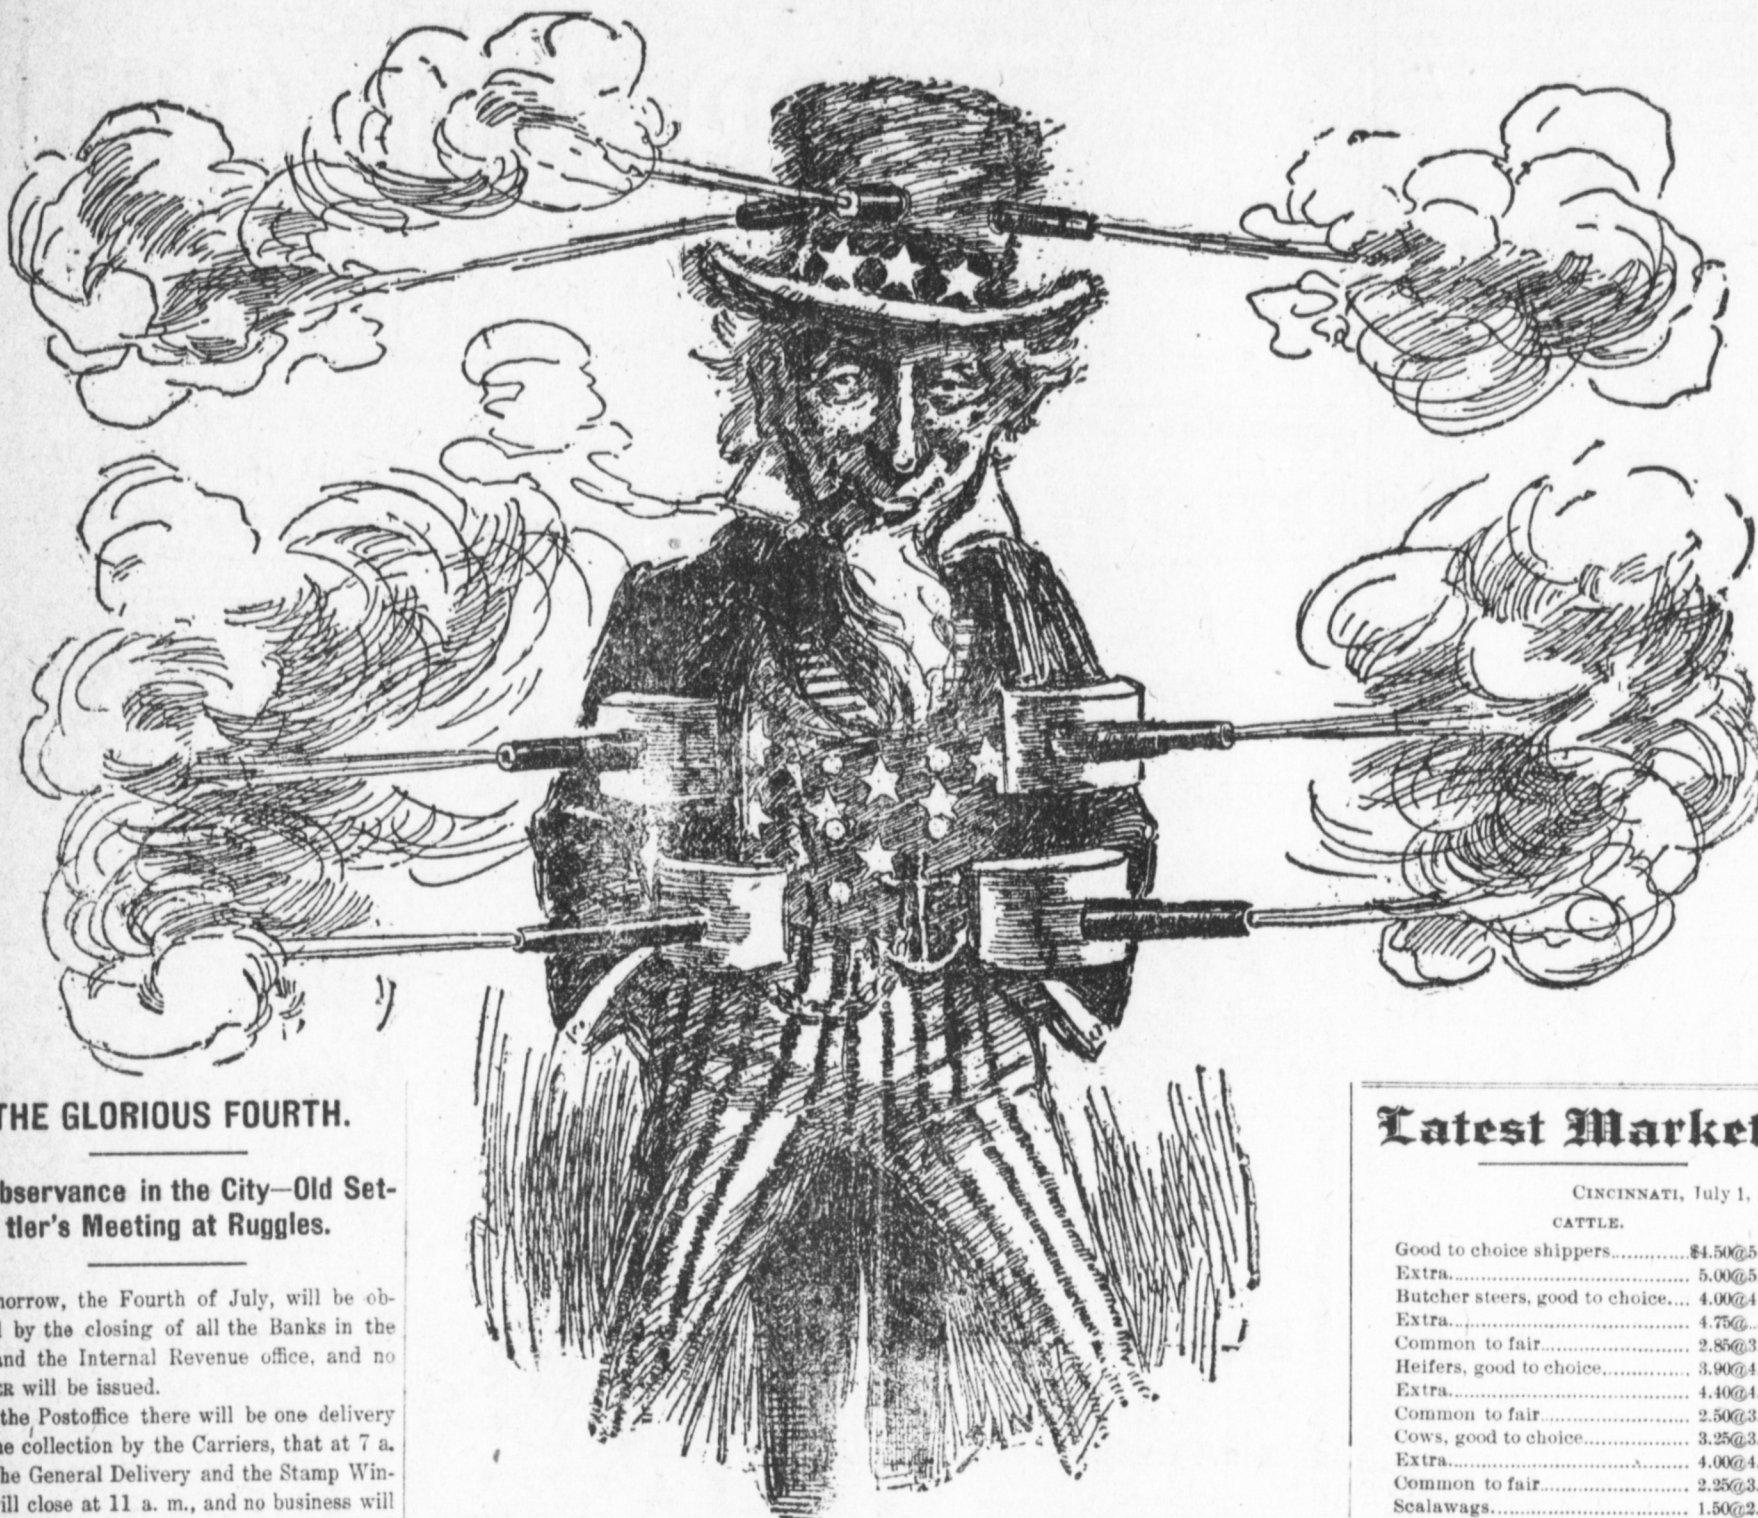 THE GLORIOUS FOURTH.
bservance in the City—Old Set-
tler's Meeting at Ruggles.
orrow, the Fourth of July, will be ob-
by the closing of all the Banks in the
nd the Internal Revenue office, and no
ER will be issued.
the Postoffice there will be one delivery
e collection by the Carriers, that at 7 a.
he General Delivery and the Stamp Win-
ill close at 11 a. m., and no business will
Latest Market
CINCINNATI, July 1,
CATTLE.
Good to choice shippers.............$4.50@5
Extra........................................ 5.00@5
Butcher steers, good to choice.... 4.00@4
Extra........................................ 4.75@...
Common to fair......................... 2.85@3
Heifers, good to choice............... 3.90@4
Extra........................................ 4.40@4.
Common to fair......................... 2.50@3
Cows, good to choice.................. 3.25@3.
Extra........................................ 4.00@4.
Common to fair......................... 2.25@3.
Scalawags................................. 1.50@2.